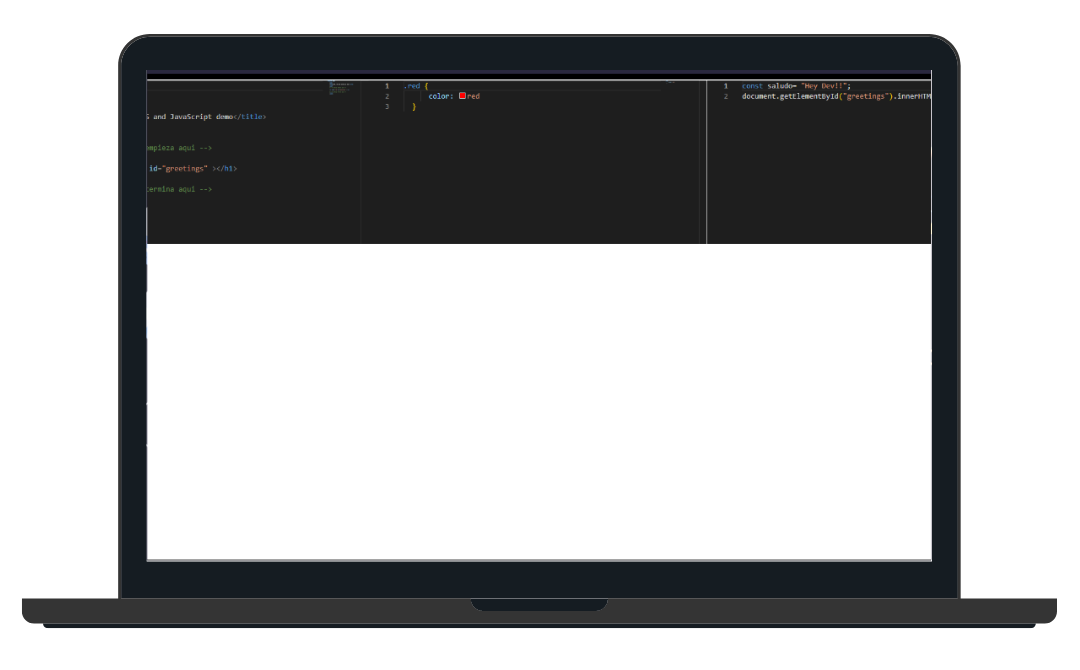 S and JavaScript demo</title>
empieza aqui -->
id="greetings" ></h1>
termina aqui -->
1 .red {
2 color: red
3 }
1 const saludo= "Hey Dev!!";
2 document.getElementById("greetings").innerHTM